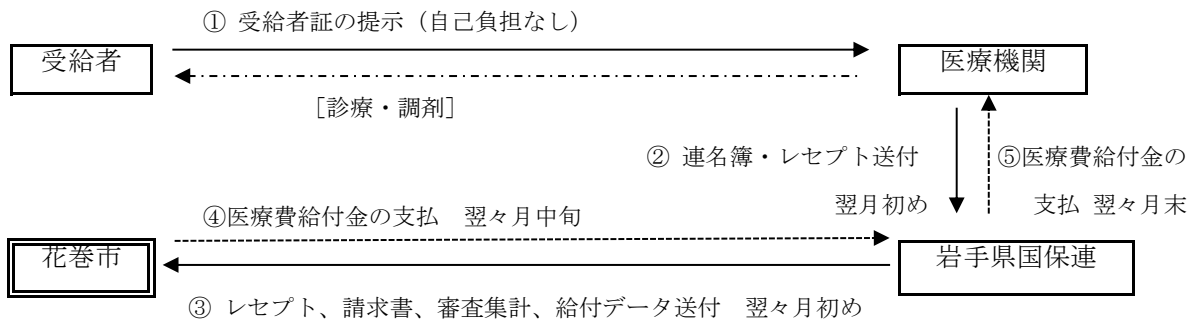 ① 受給者証の提示（自己負担なし）
受給者
医療機関
［診療・調剤］
② 連名簿・レセプト送付
翌月初め
⑤医療費給付金の
支払 翌々月末
④医療費給付金の支払　翌々月中旬
花巻市
岩手県国保連
③ レセプト、請求書、審査集計、給付データ送付　翌々月初め